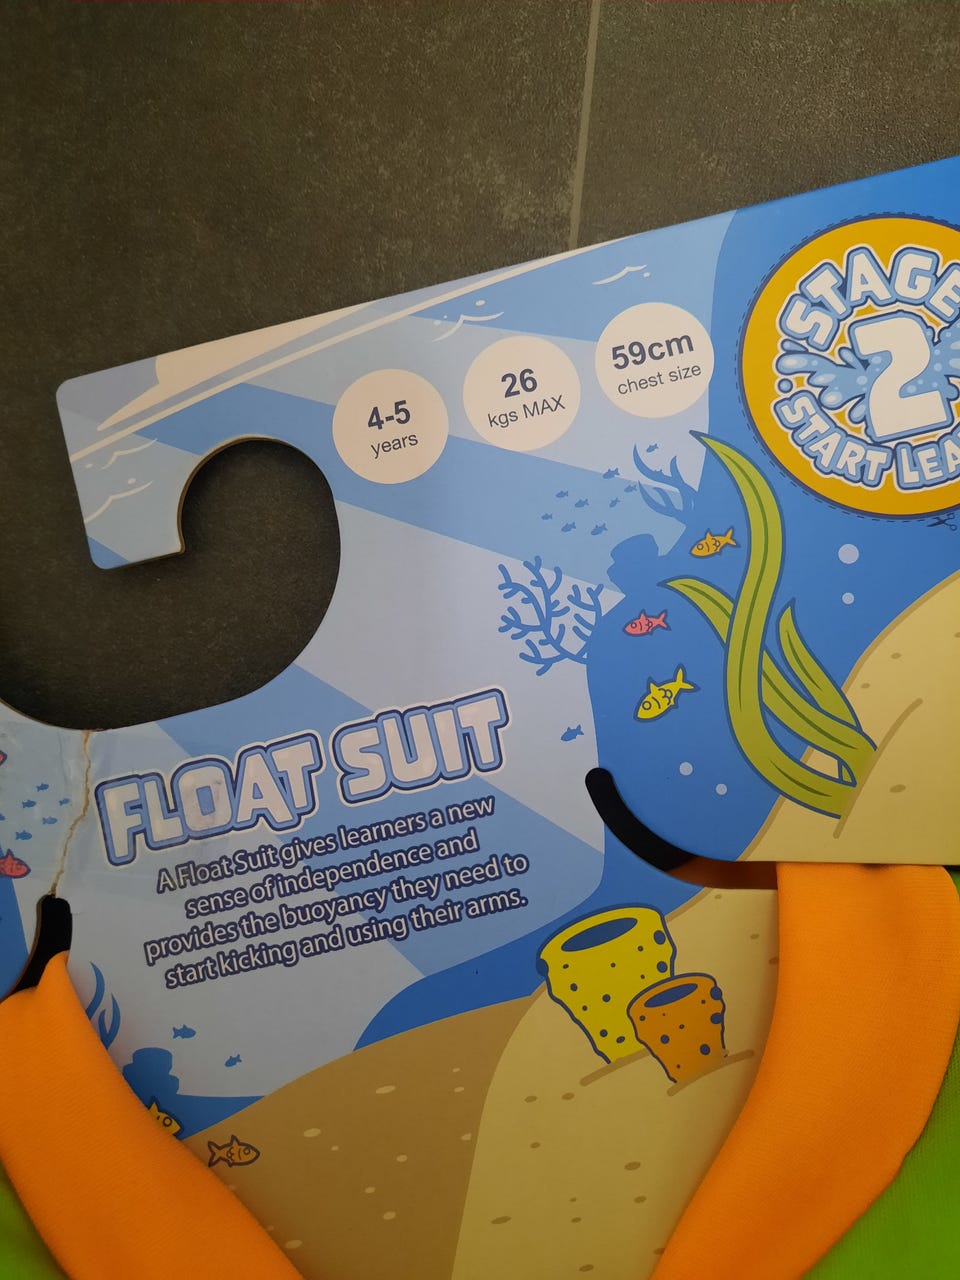 4-5
years
26
kgs MAX
59cm
chest size
STAGE
2
START
FLOAT SUIT
A Float Suit gives learners a new
sense of independence and
provides the buoyancy they need to
start kicking and using their arms.